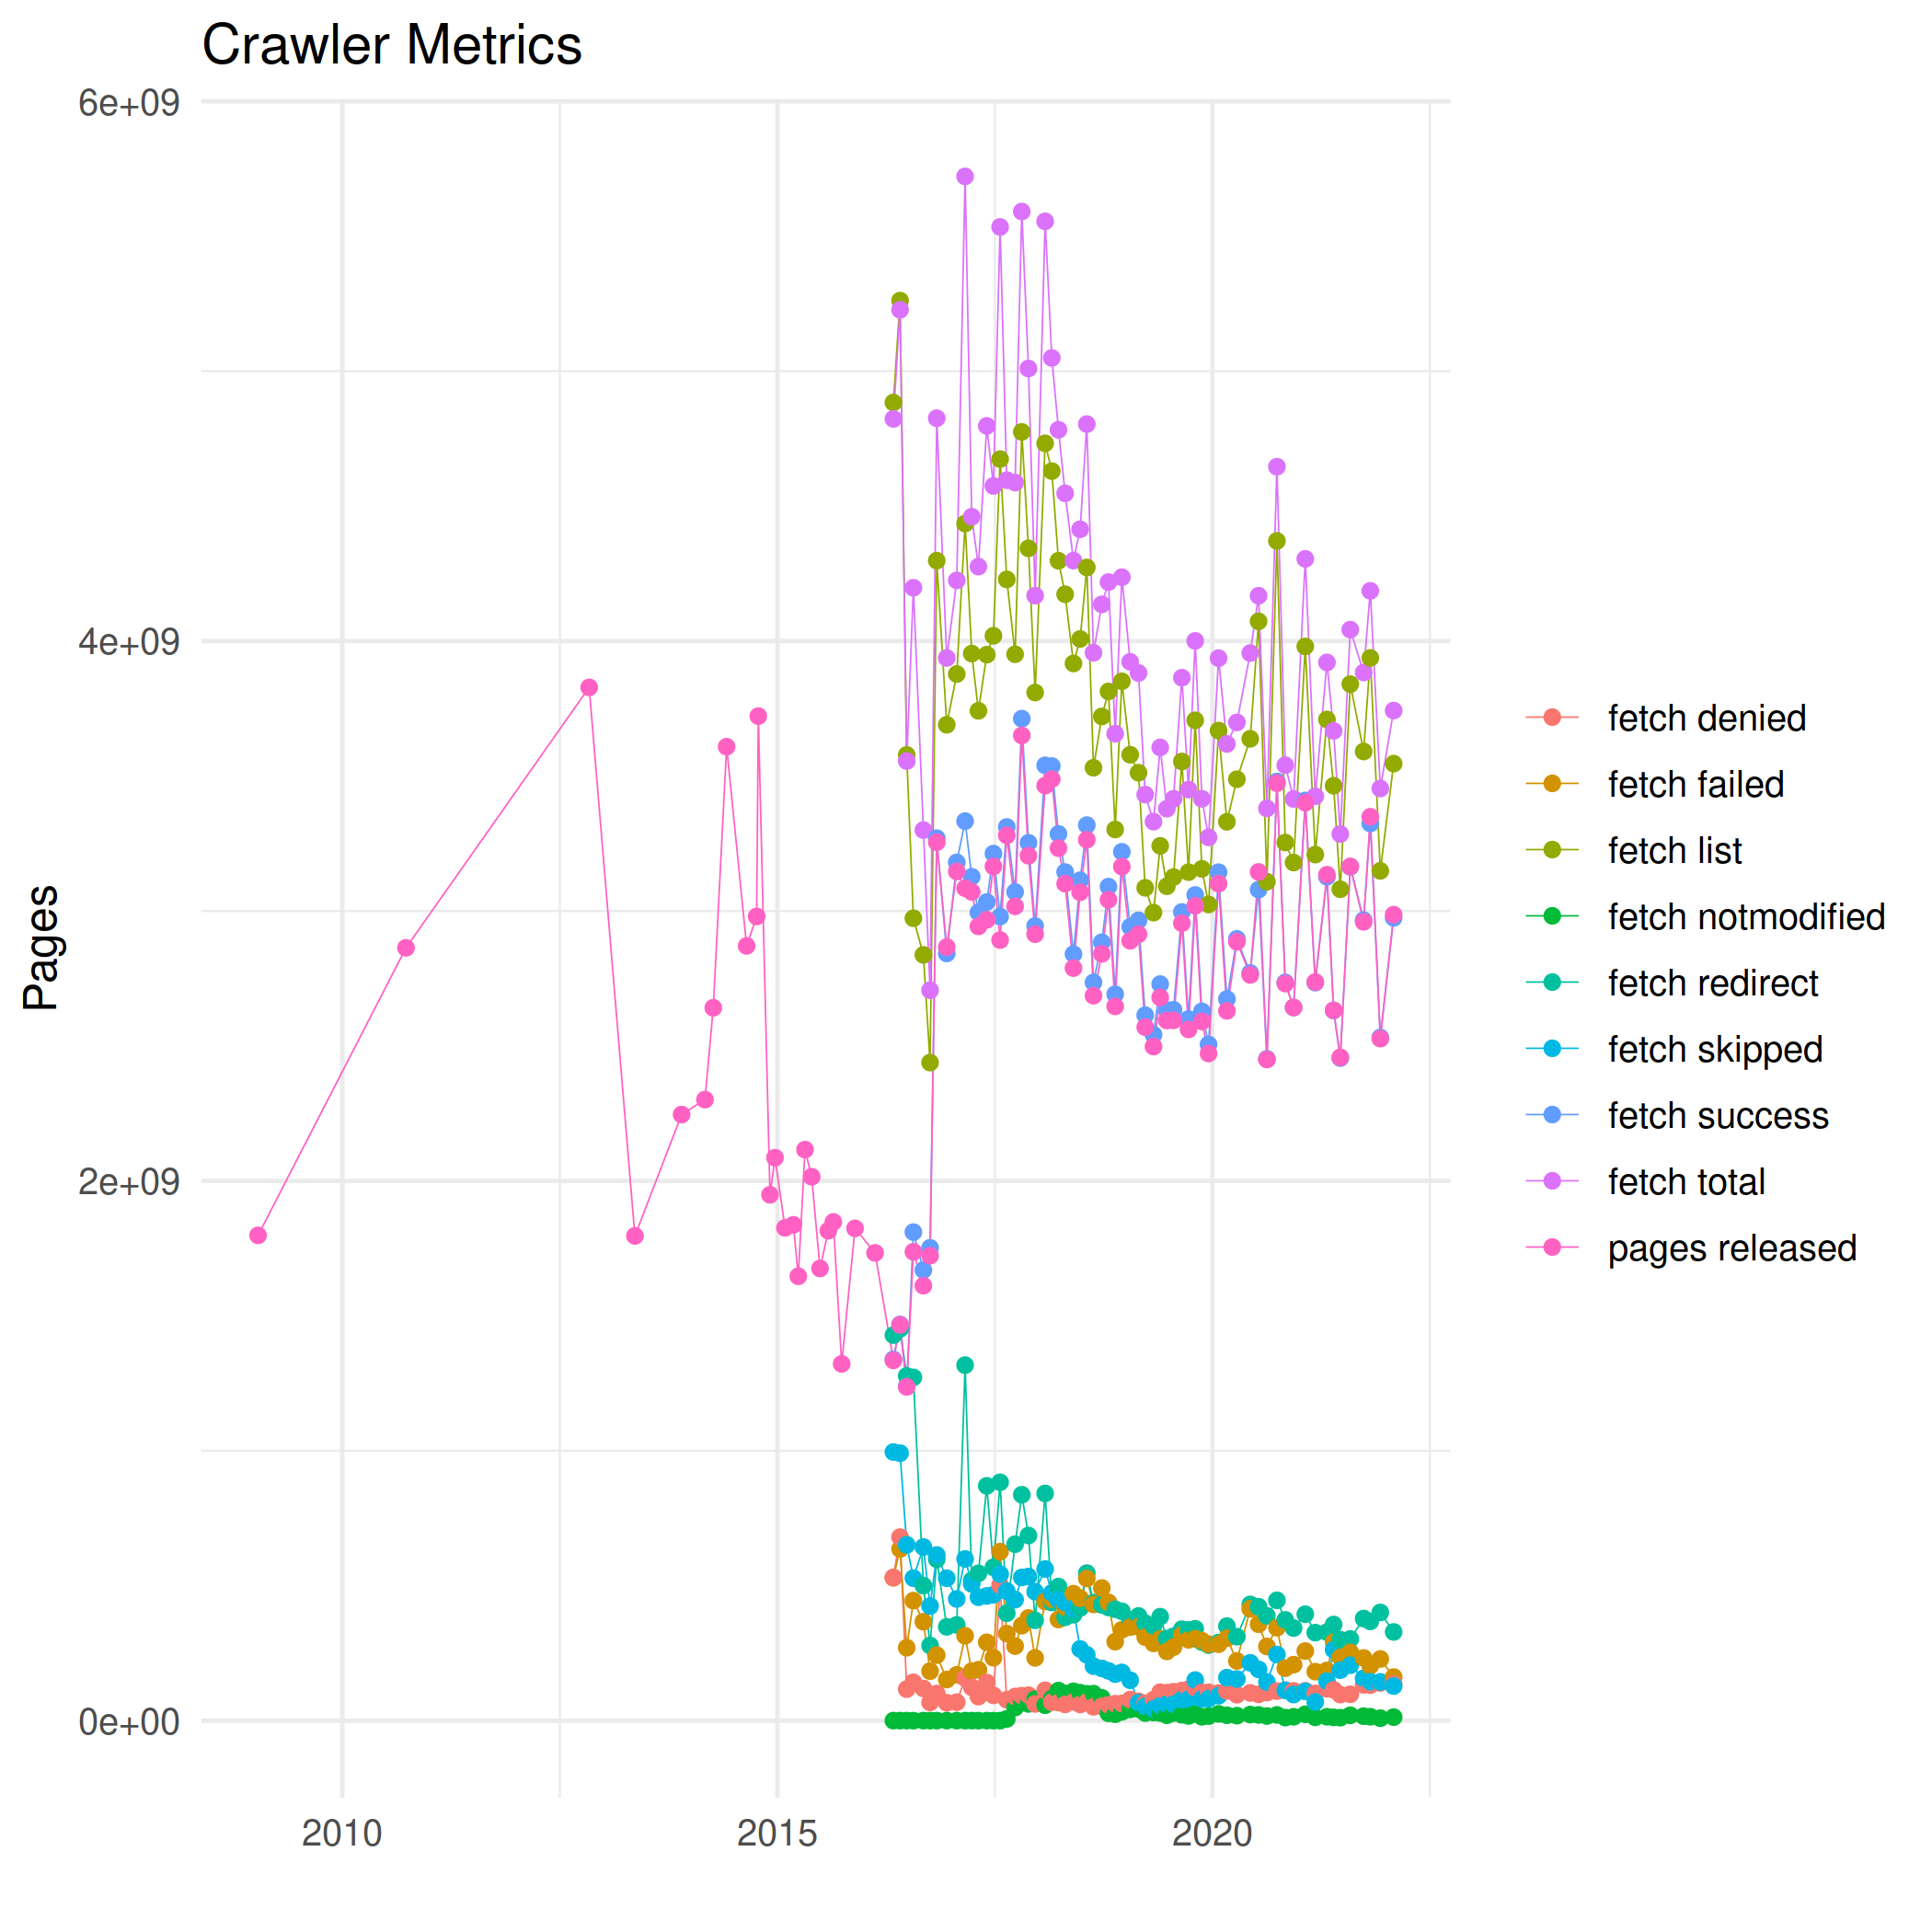 Crawler Metrics
6e+09
4e+09
2e+09
0e+00
Pages
2010
2015
2020
fetch denied
fetch failed
fetch list
fetch notmodified
fetch redirect
fetch skipped
fetch success
fetch total
pages released